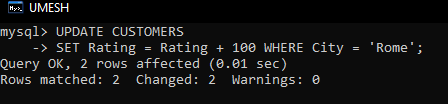 UMESH
mysql> UPDATE CUSTOMERS
    -> SET Rating = Rating + 100 WHERE City = 'Rome';
Query OK, 2 rows affected (0.01 sec)
Rows matched: 2  Changed: 2  Warnings: 0